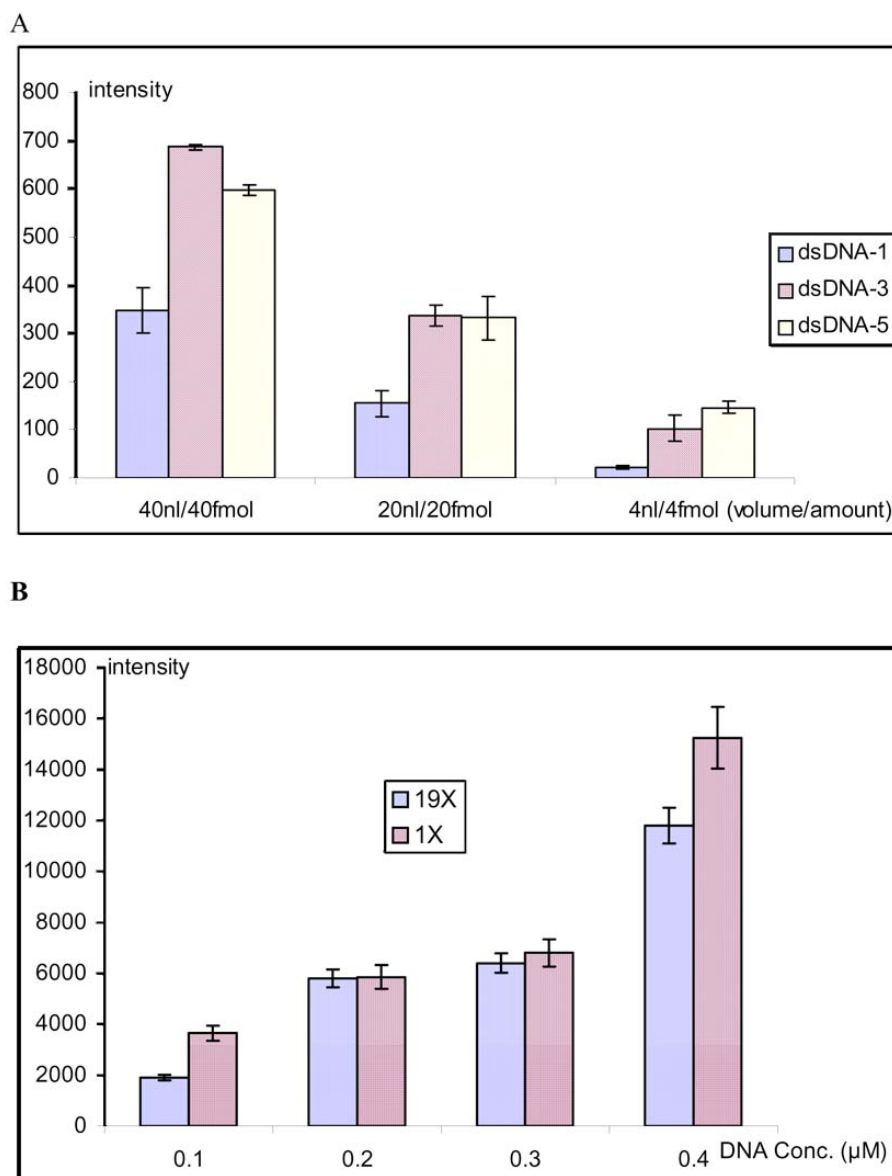 A
intensity
800
700
600
500
400
300
200
100
0
dsDNA-1
dsDNA-3
dsDNA-5
40nl/40fmol 20nl/20fmol 4nl/4fmol (volume/amount)
B
intensity
18000
16000
14000
12000
10000
8000
6000
4000
2000
0
19X
1X
0.1 0.2 0.3 0.4 DNA Conc. (µM)